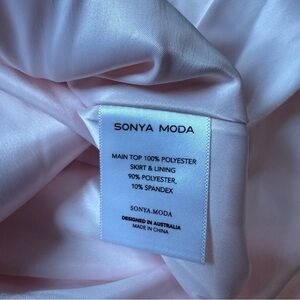 SONYA MODA
MAIN TOP 100% POLYESTER
SKIRT & LINING
90% POLYESTER,
10% SPANDEX
SONYA.MODA
DESIGNED IN AUSTRALIA
MADE IN CHINA